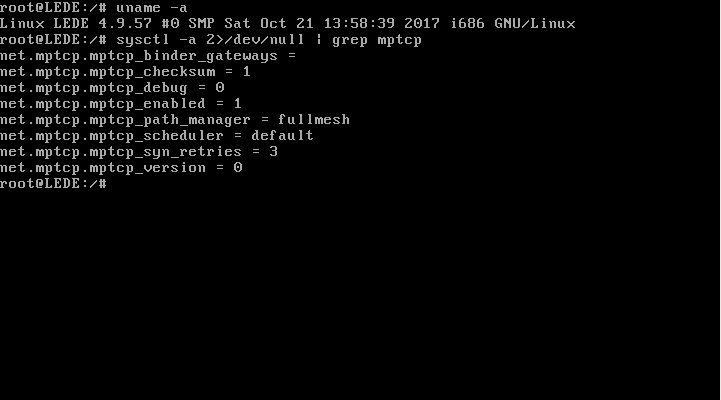 root@LEDE:/# uname -a
Linux LEDE 4.9.57 #0 SMP Sat Oct 21 13:58:39 2017 i686 GNU/Linux
root@LEDE:/# sysctl -a 2>/dev/null | grep mptcp
net.mptcp.mptcp_binder_gateways =
net.mptcp.mptcp_checksum = 1
net.mptcp.mptcp_debug = 0
net.mptcp.mptcp_enabled = 1
net.mptcp.mptcp_path_manager = fullmesh
net.mptcp.mptcp_scheduler = default
net.mptcp.mptcp_syn_retries = 3
net.mptcp.mptcp_version = 0
root@LEDE:/#